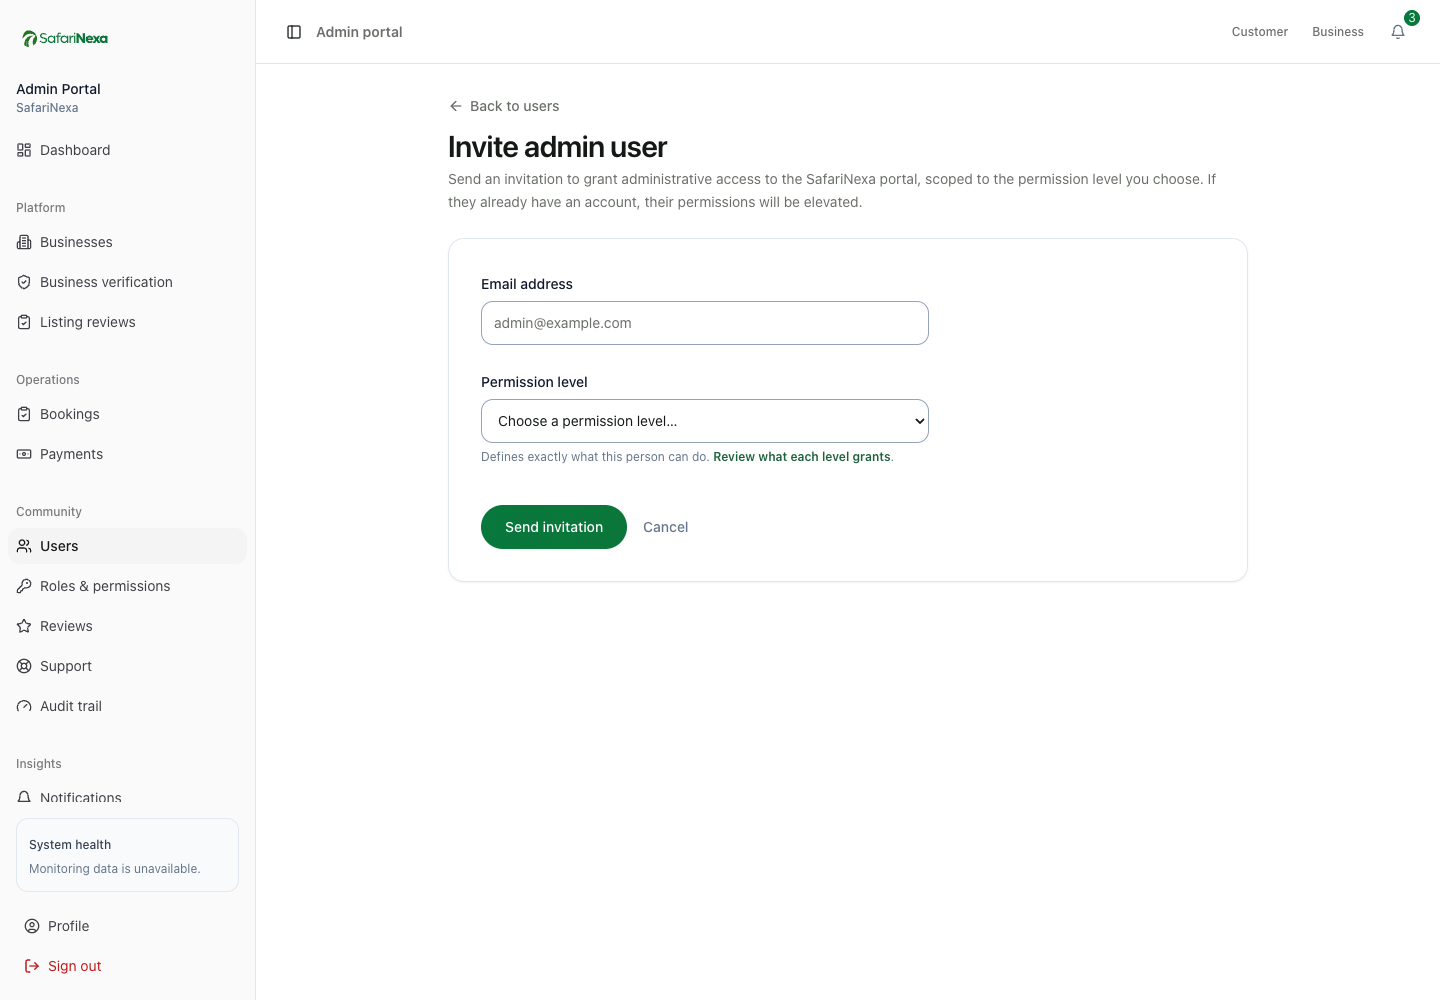 SafariNexa
Admin Portal
SafariNexa
Dashboard
Platform
Businesses
Business verification
Listing reviews
Operations
Bookings
Payments
Community
Users
Roles & permissions
Reviews
Support
Audit trail
Insights
Notifications
System health
Monitoring data is unavailable.
Profile
Sign out
Admin portal
Customer
Business
3
Back to users
Invite admin user
Send an invitation to grant administrative access to the SafariNexa portal, scoped to the permission level you choose. If
they already have an account, their permissions will be elevated.
Email address
admin@example.com
Permission level
Choose a permission level...
Defines exactly what this person can do. Review what each level grants.
Send invitation
Cancel